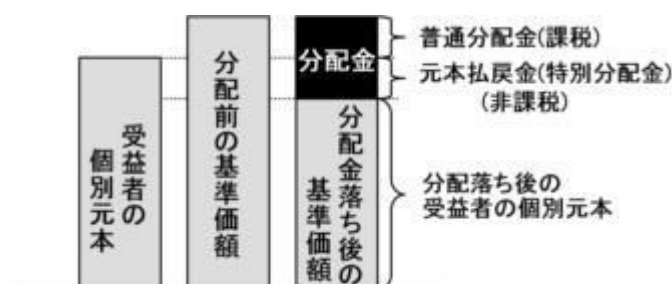 受益者の
個別元本
分配前の基準価額
分配金
分配金落ち後の
基準価額
普通分配金(課税)
元本払戻金(特別分配金)
(非課税)
分配落ち後の
受益者の個別元本